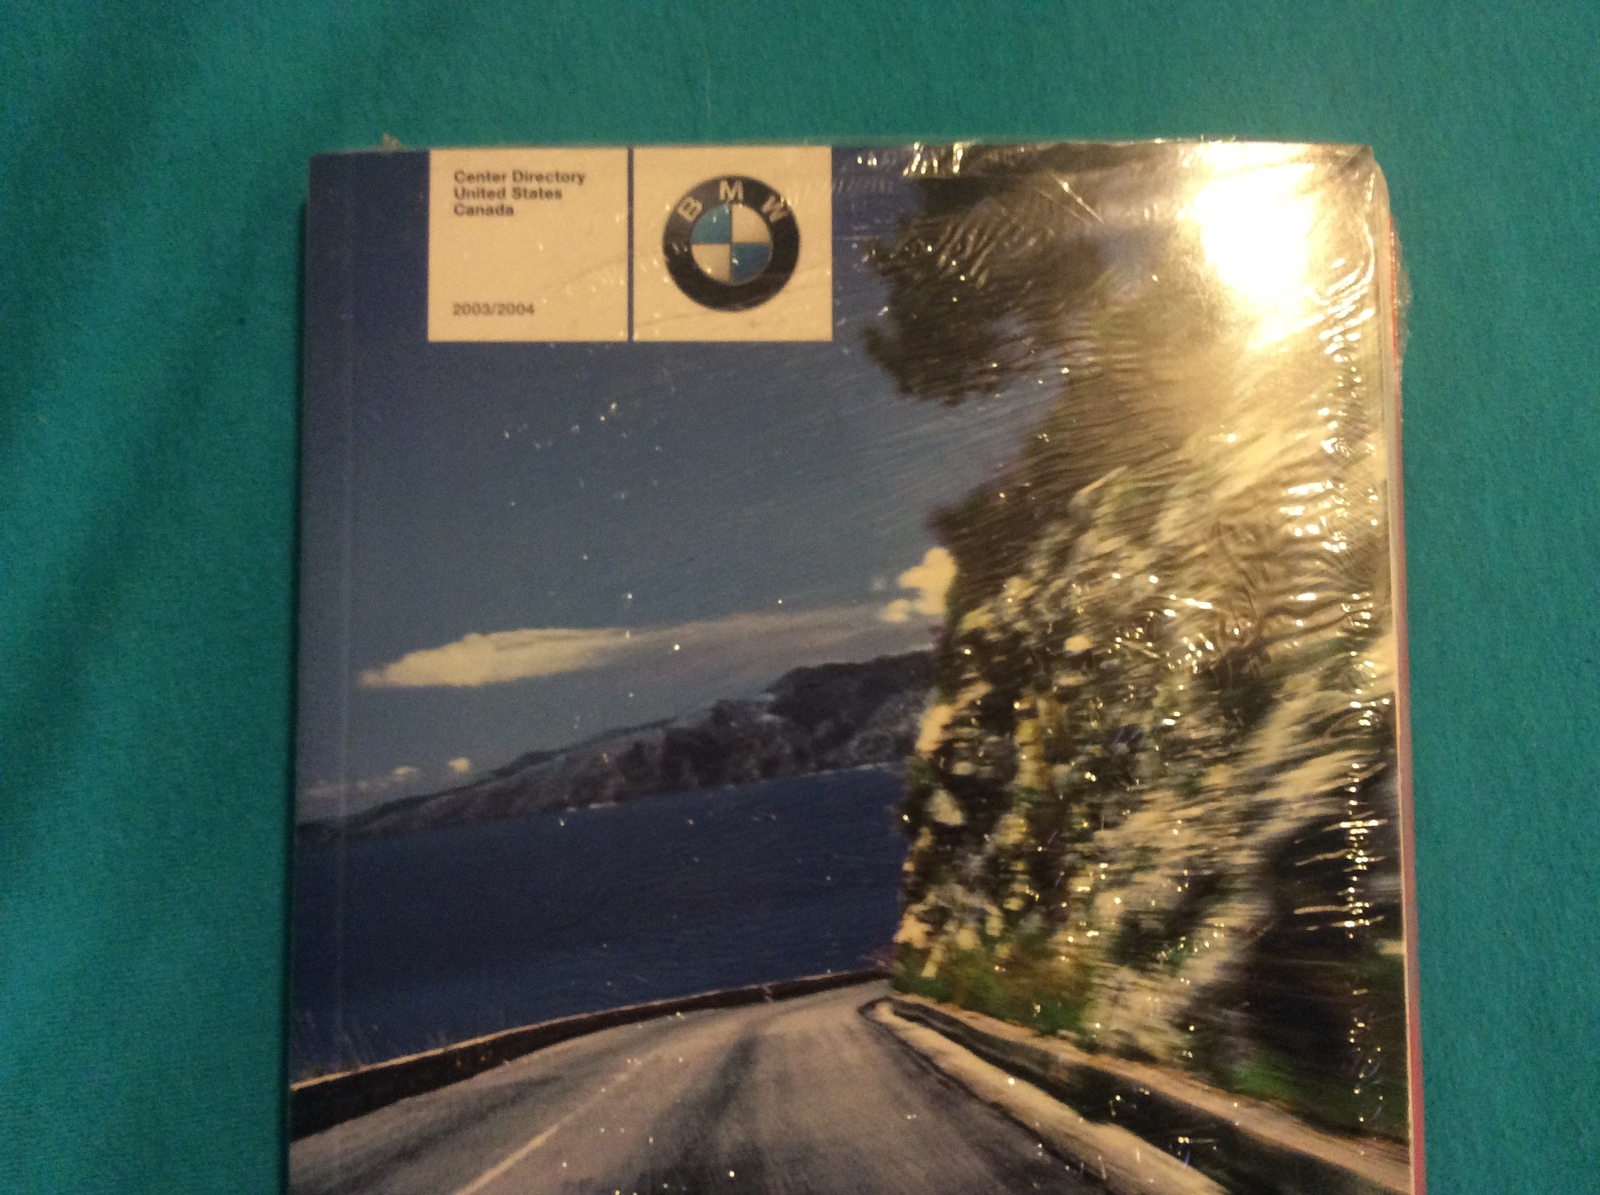 Center Directory
United States
Canada
2003/2004
BMW